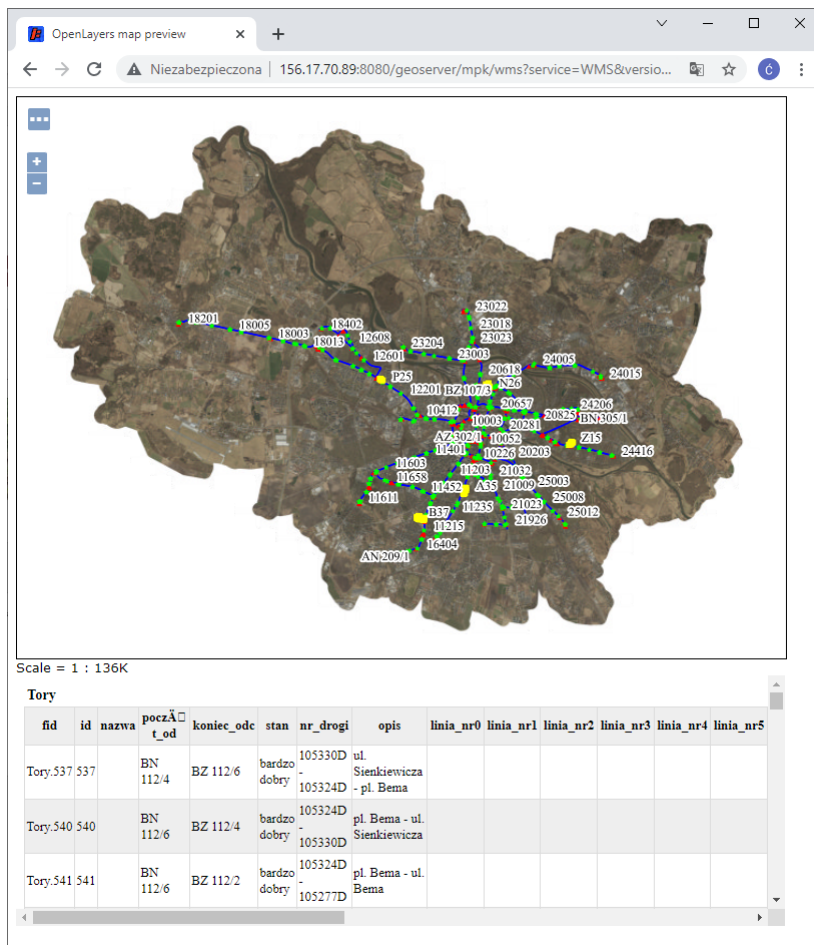 OpenLayers map preview
Niezabezpieczona | 156.17.70.89:8080/geoserver/mpk/wms?service=WMS&versio...
Ć
+
−
23022
18201
18005
18402
23018
18003
12608
23204
23023
18013
12601
23003
24005
20618
24015
P25
N26
12201
BZ 107/3
20657
24206
10412
20825
10003
BN 305/1
20281
AZ 302/1
10052
Z15
11401
10226
20203
24416
11603
11203
21032
11658
25003
11452
A35
21009
11611
25008
11235
21023
B37
25012
11215
21926
16404
AN 209/1
Scale = 1 : 136K
Tory
fid id nazwa poczÄ□t_od koniec_odc stan nr_drogi opis linia_nr0 linia_nr1 linia_nr2 linia_nr3 linia_nr4 linia_nr5
Tory.537 537 BN 112/4 BZ 112/6 bardzo dobry 105330D - 105324D ul. Sienkiewicza - pl. Bema
Tory.540 540 BN 112/6 BZ 112/4 bardzo dobry 105324D - 105330D pl. Bema - ul. Sienkiewicza
Tory.541 541 BN 112/6 BZ 112/2 bardzo dobry 105324D - 105277D pl. Bema - ul. Bema